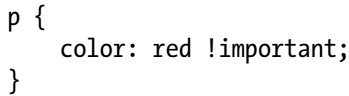 p {
    color: red !important;
}